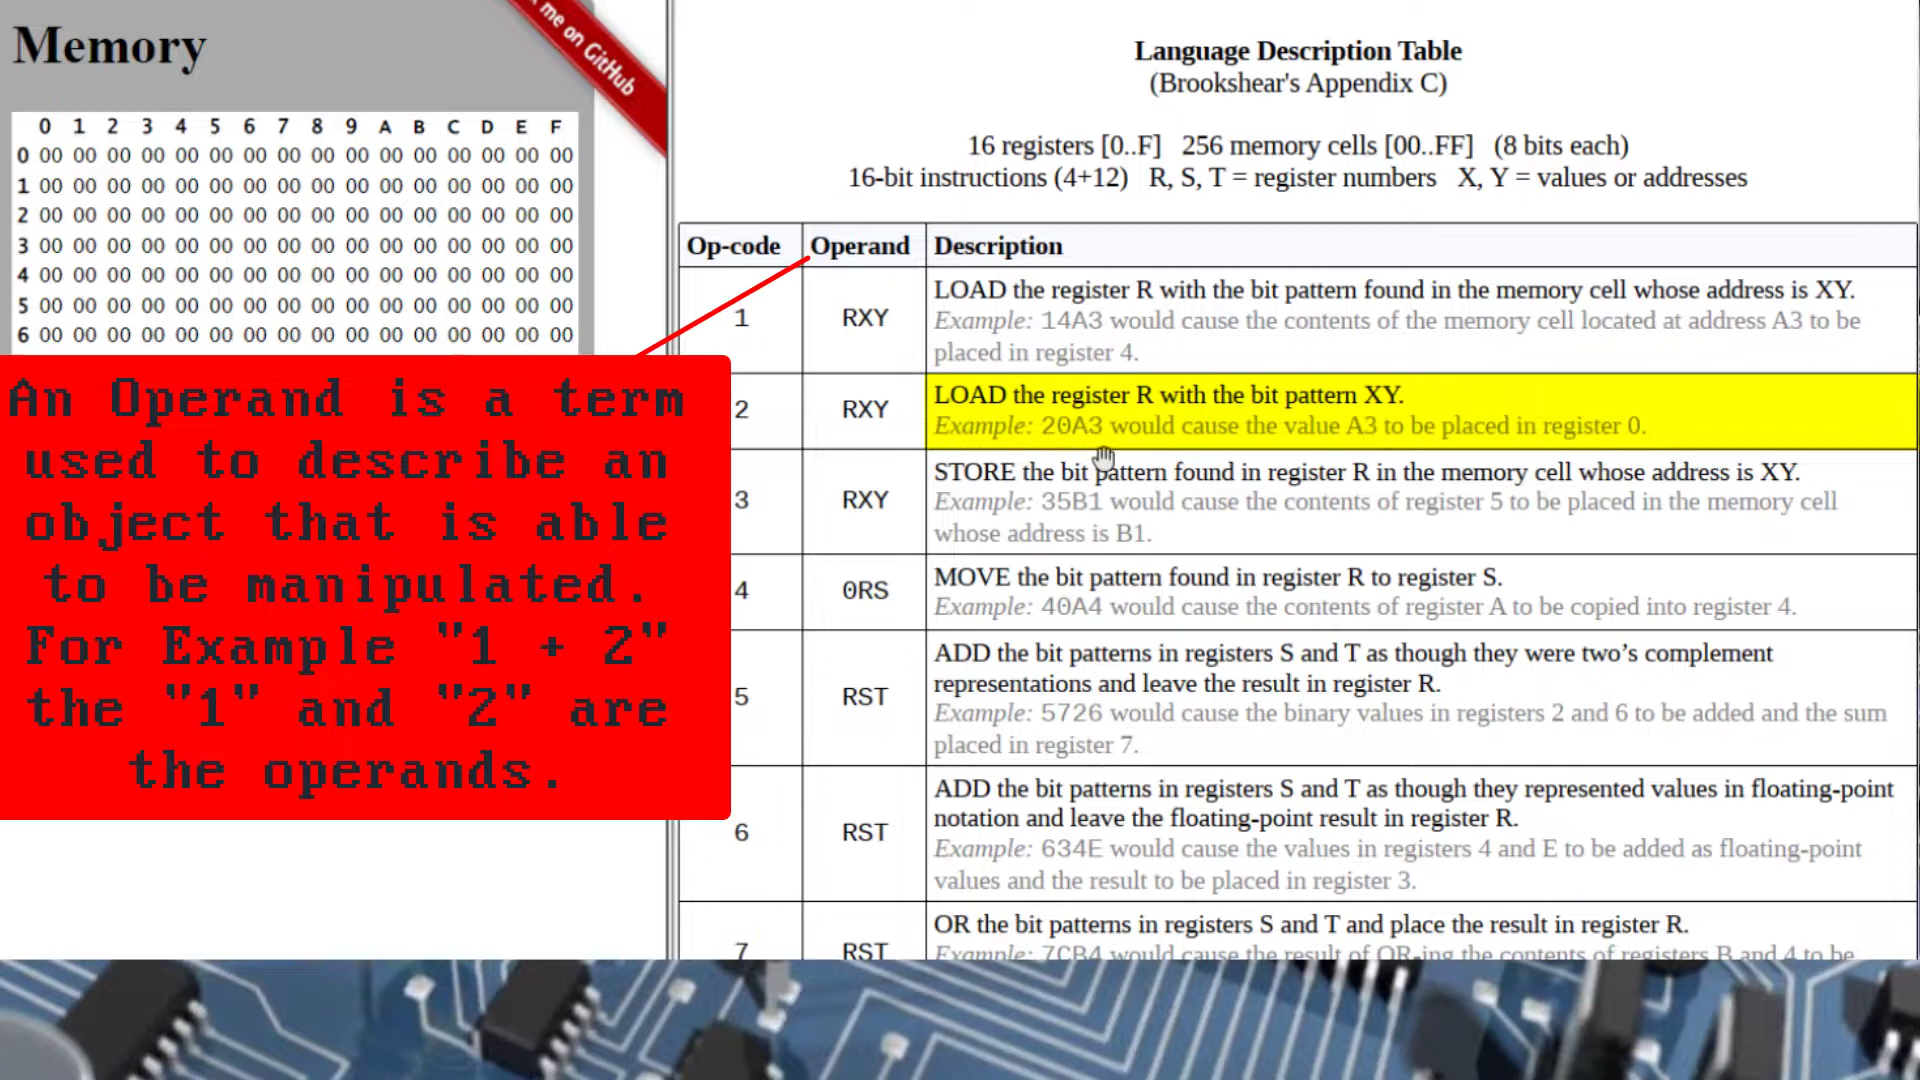 Memory
me on GitHub
0 1 2 3 4 5 6 7 8 9 A B C D E F
0 00 00 00 00 00 00 00 00 00 00 00 00 00 00 00 00
1 00 00 00 00 00 00 00 00 00 00 00 00 00 00 00 00
2 00 00 00 00 00 00 00 00 00 00 00 00 00 00 00 00
3 00 00 00 00 00 00 00 00 00 00 00 00 00 00 00 00
4 00 00 00 00 00 00 00 00 00 00 00 00 00 00 00 00
5 00 00 00 00 00 00 00 00 00 00 00 00 00 00 00 00
6 00 00 00 00 00 00 00 00 00 00 00 00 00 00 00 00
An Operand is a term
used to describe an
object that is able
to be manipulated.
For Example "1 + 2"
the "1" and "2" are
the operands.
Language Description Table
(Brookshear's Appendix C)
16 registers [0..F] 256 memory cells [00..FF] (8 bits each)
16-bit instructions (4+12) R, S, T = register numbers X, Y = values or addresses
Op-code Operand Description
1 RXY LOAD the register R with the bit pattern found in the memory cell whose address is XY.
Example: 14A3 would cause the contents of the memory cell located at address A3 to be
placed in register 4.
2 RXY LOAD the register R with the bit pattern XY.
Example: 20A3 would cause the value A3 to be placed in register 0.
3 RXY STORE the bit pattern found in register R in the memory cell whose address is XY.
Example: 35B1 would cause the contents of register 5 to be placed in the memory cell
whose address is B1.
4 0RS MOVE the bit pattern found in register R to register S.
Example: 40A4 would cause the contents of register A to be copied into register 4.
5 RST ADD the bit patterns in registers S and T as though they were two’s complement
representations and leave the result in register R.
Example: 5726 would cause the binary values in registers 2 and 6 to be added and the sum
placed in register 7.
6 RST ADD the bit patterns in registers S and T as though they represented values in floating-point
notation and leave the floating-point result in register R.
Example: 634E would cause the values in registers 4 and E to be added as floating-point
values and the result to be placed in register 3.
7 RST OR the bit patterns in registers S and T and place the result in register R.
Example: 7CB4 would cause the result of OR-ing the contents of registers B and 4 to be